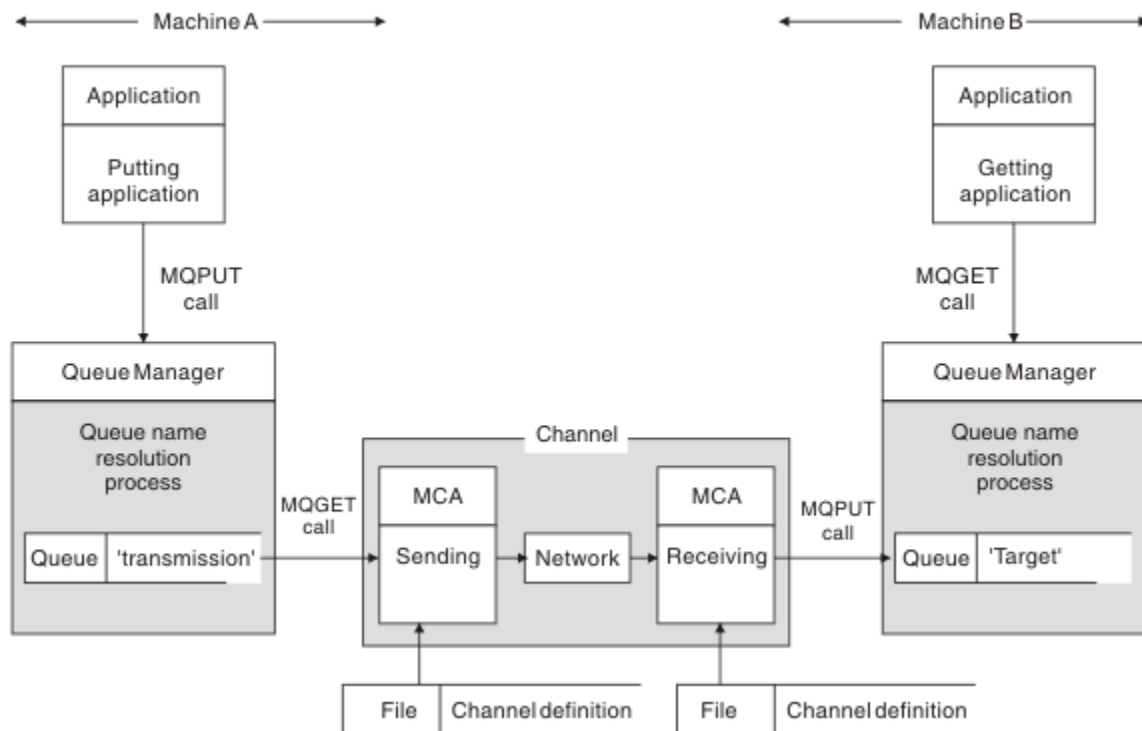 Machine A
Machine B
Application
Putting
application
Application
Getting
application
MQPUT
call
MQGET
call
Queue Manager
Queue name
resolution
process
Queue
'transmission'
MQGET
call
Channel
MCA
Sending
Network
MCA
Receiving
MQPUT
call
Queue Manager
Queue name
resolution
process
Queue
'Target'
File
Channel definition
File
Channel definition